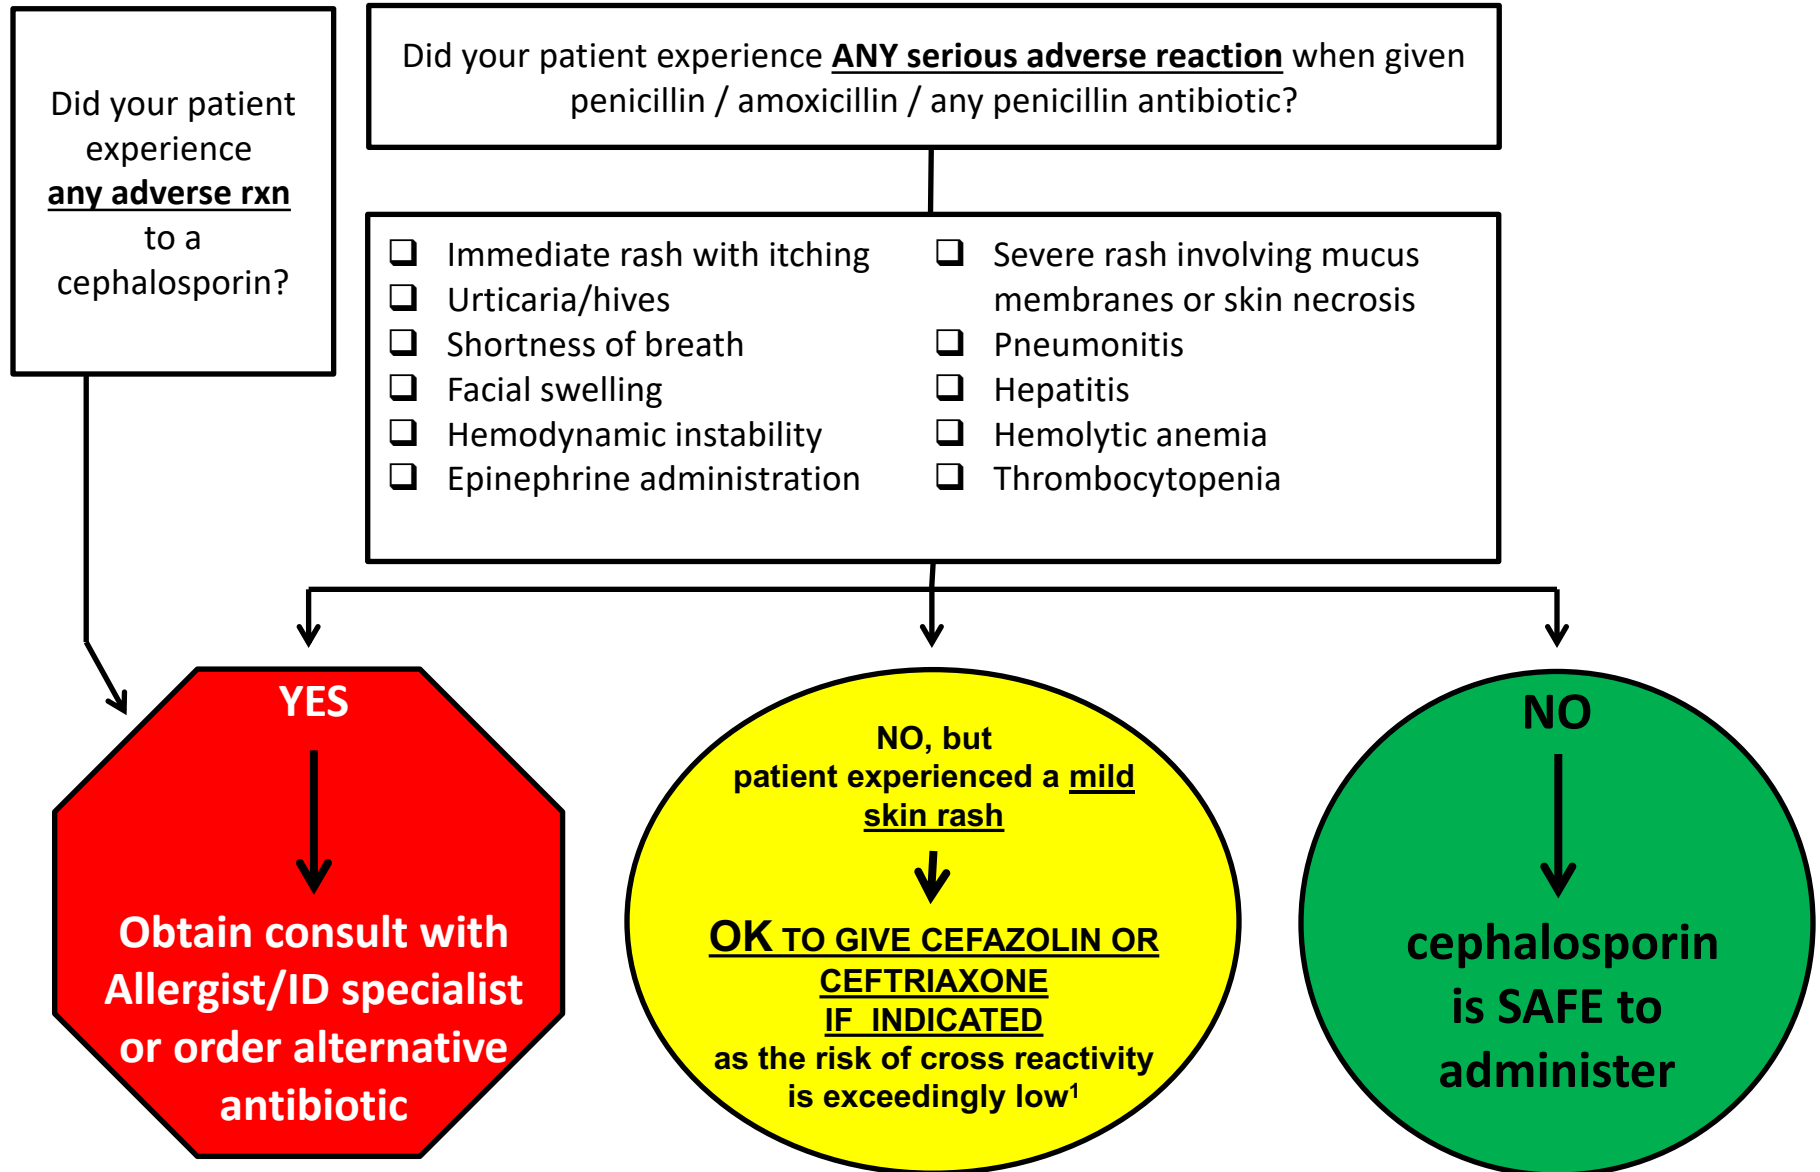 Did your patient
experience
any adverse rxn
to a
cephalosporin?
Did your patient experience ANY serious adverse reaction when given
penicillin / amoxicillin / any penicillin antibiotic?
❑ Immediate rash with itching
❑ Urticaria/hives
❑ Shortness of breath
❑ Facial swelling
❑ Hemodynamic instability
❑ Epinephrine administration
❑ Severe rash involving mucus
membranes or skin necrosis
❑ Pneumonitis
❑ Hepatitis
❑ Hemolytic anemia
❑ Thrombocytopenia
YES
Obtain consult with
Allergist/ID specialist
or order alternative
antibiotic
NO, but
patient experienced a mild
skin rash
OK TO GIVE CEFAZOLIN OR
CEFTRIAXONE
IF INDICATED
as the risk of cross reactivity
is exceedingly low¹
NO
cephalosporin
is SAFE to
administer